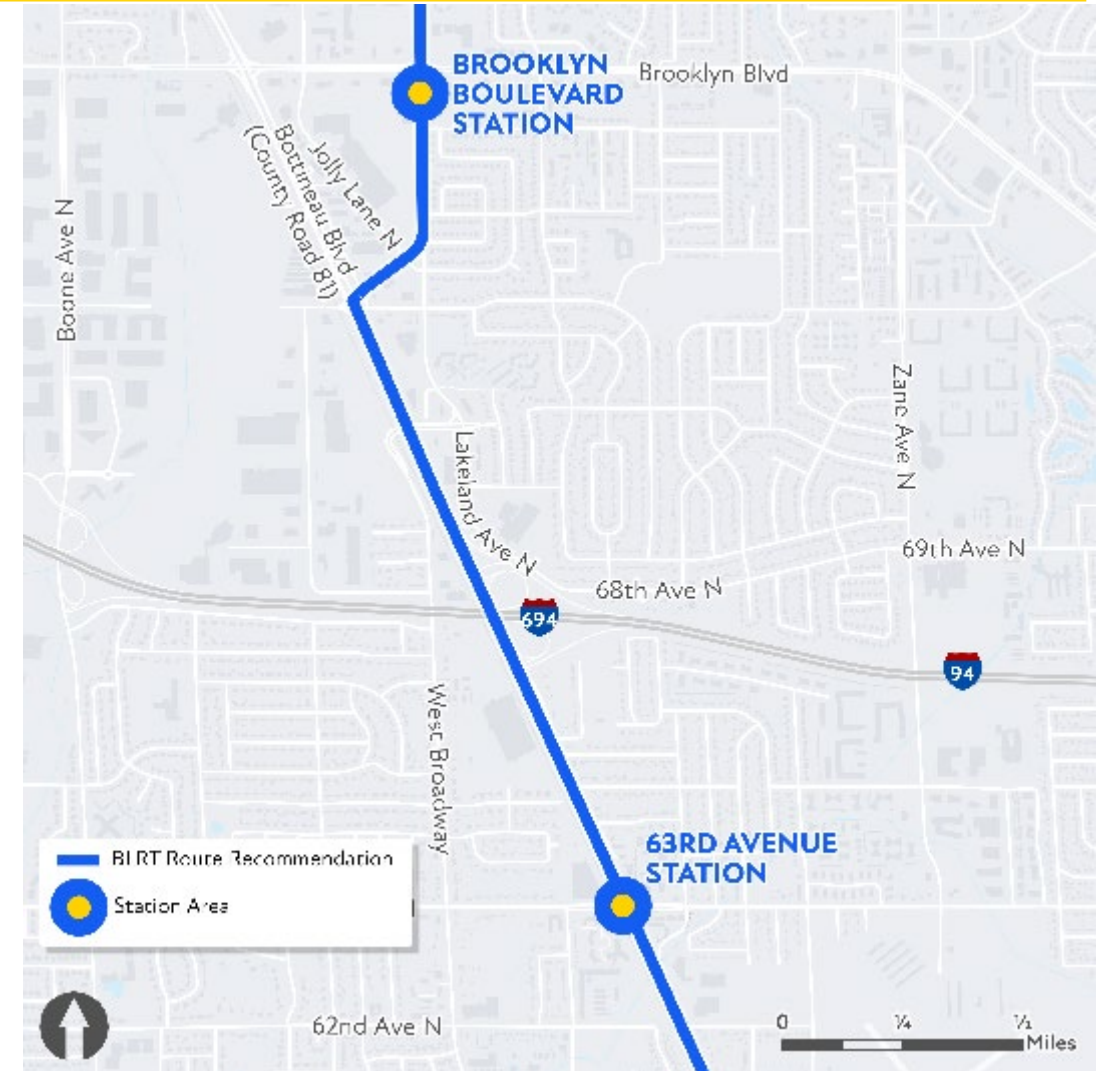 BROOKLYN
BOULEVARD
STATION
Brooklyn Blvd
Jolly Lane N
Bottineau Blvd
(County Road 81)
Boone Ave N
Zane Ave N
Lakeland Ave N
69th Ave N
68th Ave N
694
94
West Broadway
63RD AVENUE
STATION
BLRT Route Recommendation
Station Area
62nd Ave N
0 1/4 1/2
Miles